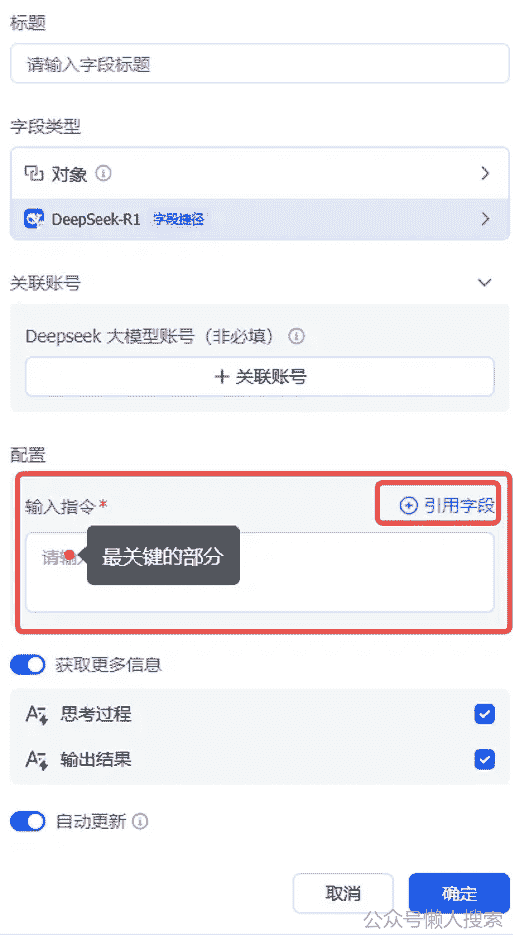 标题
请输入字段标题
字段类型
对象
DeepSeek-R1 字段捷径
关联账号
Deepseek 大模型账号（非必填）
+ 关联账号
配置
输入指令* 引用字段
请输 最关键的部分
获取更多信息
思考过程
输出结果
自动更新
取消 确定
公众号懒人搜索